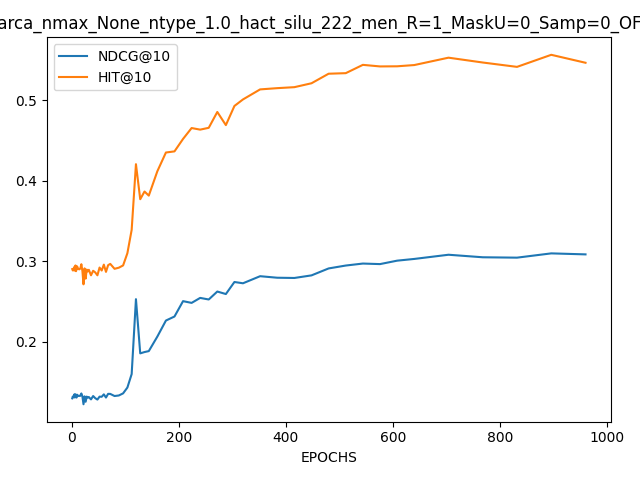 arca_nmax_None_ntype_1.0_hact_silu_222_men_R=1_MaskU=0_Samp=0_OF
NDCG@10
HIT@10
0.5
0.4
0.3
0.2
0 200 400 600 800 1000
EPOCHS